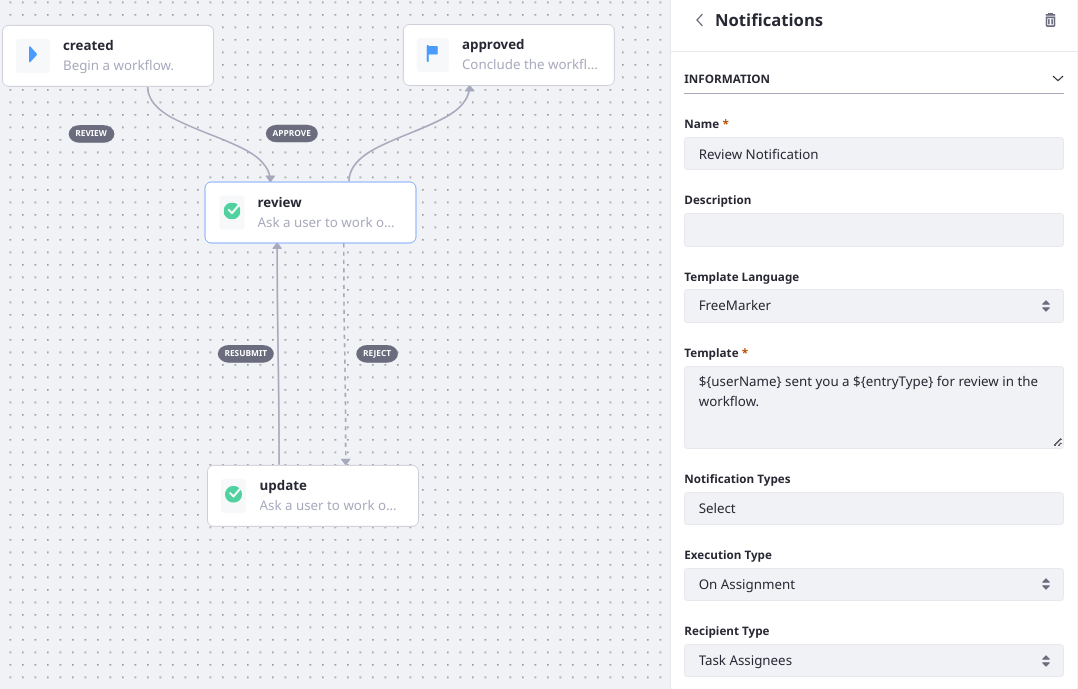 created
Begin a workflow.
approved
Conclude the workfl...
REVIEW
APPROVE
review
Ask a user to work o...
RESUBMIT
REJECT
update
Ask a user to work o...
Notifications
INFORMATION
Name *
Review Notification
Description
Template Language
FreeMarker
Template *
${userName} sent you a ${entryType} for review in the
workflow.
Notification Types
Select
Execution Type
On Assignment
Recipient Type
Task Assignees